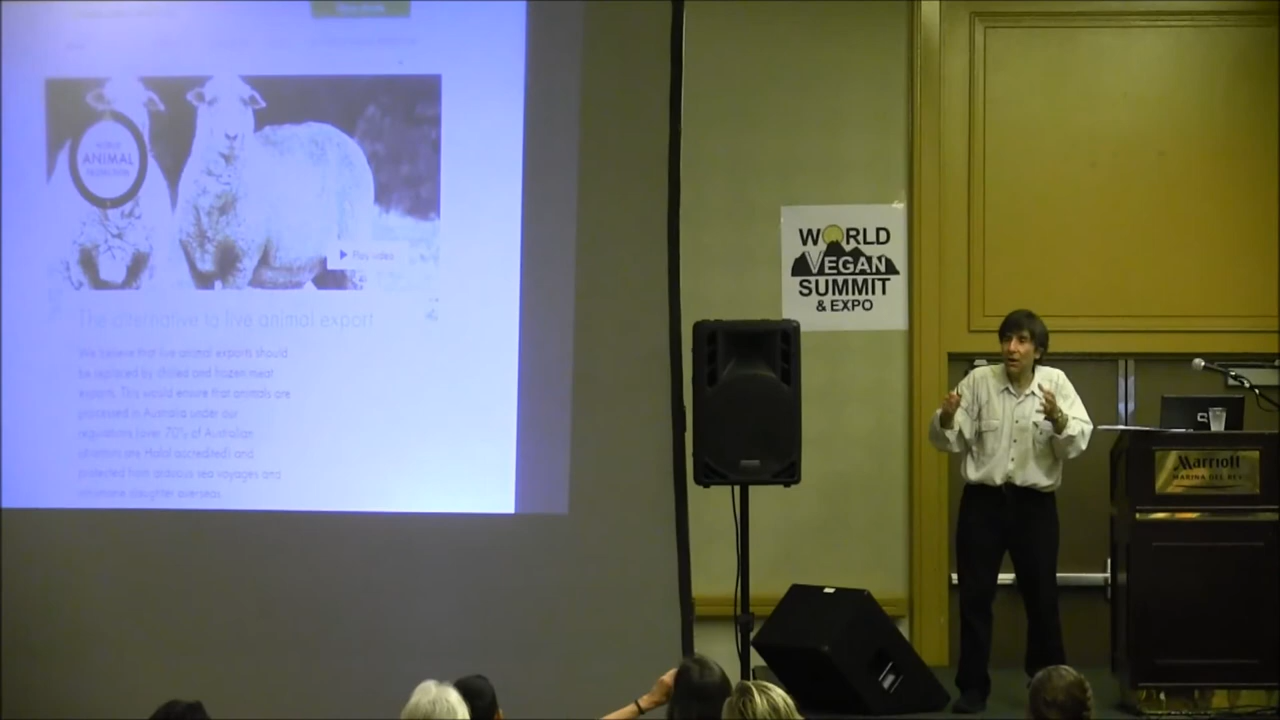 WORLD
ANIMAL
PROTECTION
Play video
The alternative to live animal export
We believe that live animal exports should
be replaced by chilled and frozen meat
exports. This would ensure that animals are
processed in Australia under our
regulations (over 70% of Australian
abattoirs are Halal accredited) and
protected from arduous sea voyages and
inhumane slaughter overseas.
WORLD
VEGAN
SUMMIT
& EXPO
Marriott
MARINA DEL REY